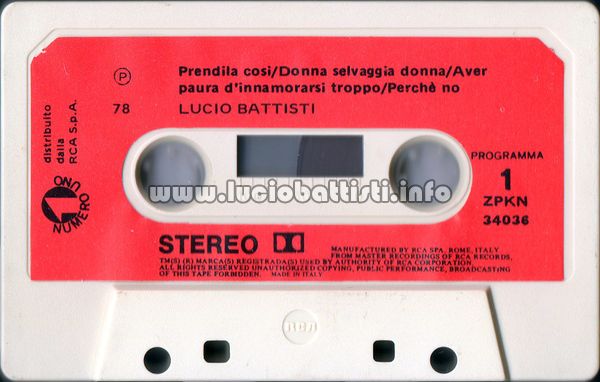 Prendila così/Donna selvaggia donna/Aver
paura d'innamorarsi troppo/Perchè no
LUCIO BATTISTI
P
78
distribuito
dalla
RCA S.p.A.
NUMERO UNO
www.luciobattisti.info
PROGRAMMA
1
ZPKN
34036
STEREO
MANUFACTURED BY RCA SPA, ROME, ITALY
FROM MASTER RECORDINGS OF RCA RECORDS,
TM(S) (R) MARCA(S) REGISTRADA(S) USED BY AUTHORITY OF RCA CORPORATION.
ALL RIGHTS RESERVED UNAUTHORIZED COPYING, PUBLIC PERFORMANCE, BROADCASTING
OF THIS TAPE FORBIDDEN. MADE IN ITALY
RCA